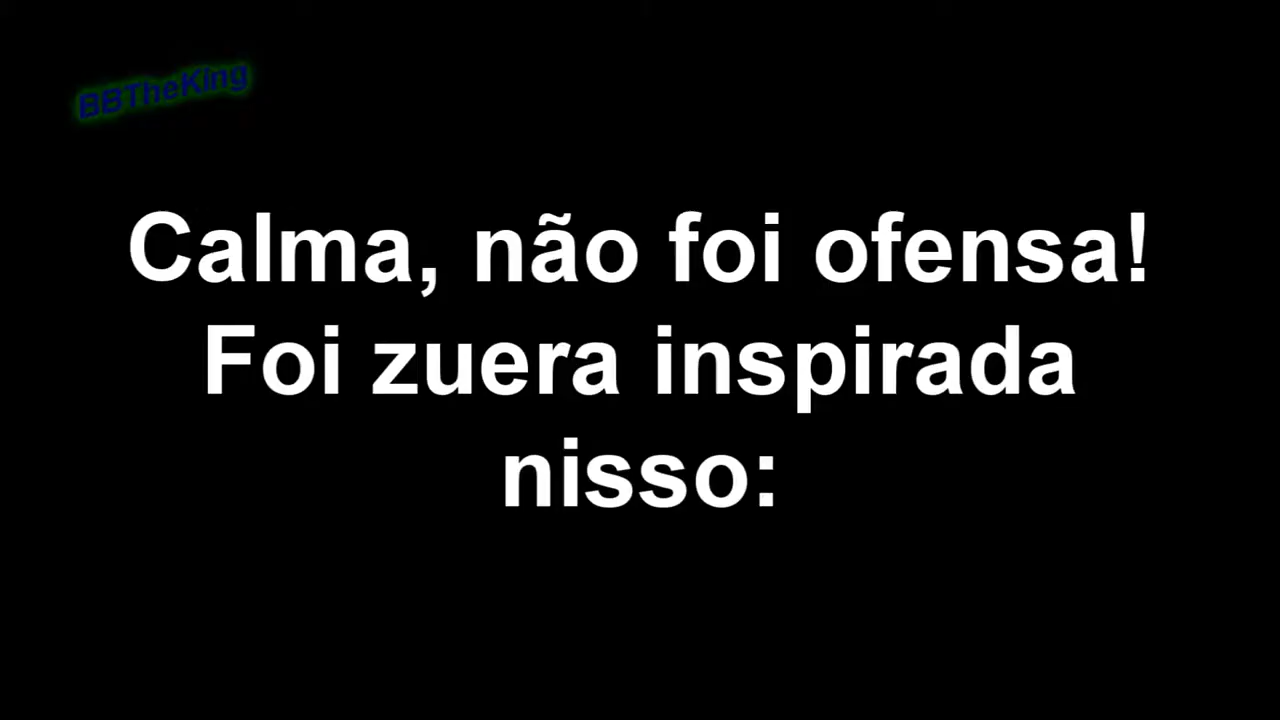 BBTheKing
Calma, não foi ofensa!
Foi zuera inspirada
nisso: